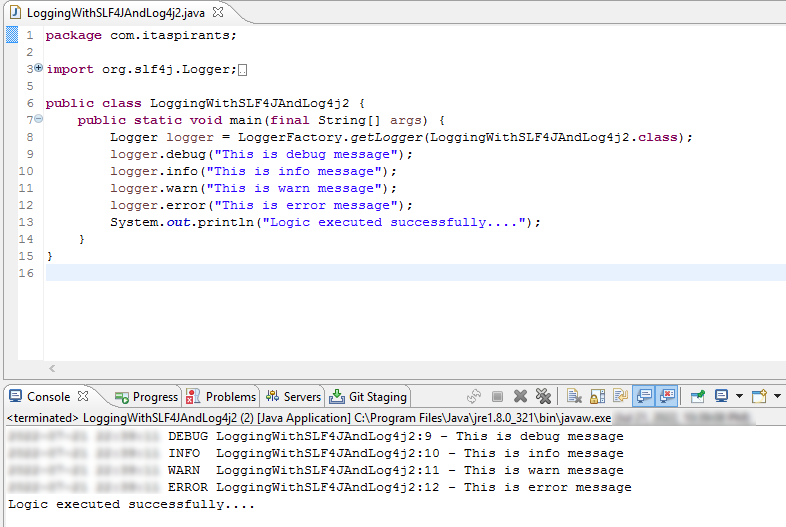 LoggingWithSLF4JAndLog4j2.java
1 package com.itaspirants;
2
3 import org.slf4j.Logger;
5
6 public class LoggingWithSLF4JAndLog4j2 {
7 public static void main(final String[] args) {
8 Logger logger = LoggerFactory.getLogger(LoggingWithSLF4JAndLog4j2.class);
9 logger.debug("This is debug message");
10 logger.info("This is info message");
11 logger.warn("This is warn message");
12 logger.error("This is error message");
13 System.out.println("Logic executed successfully....");
14 }
15 }
16
Console Progress Problems Servers Git Staging
<terminated> LoggingWithSLF4JAndLog4j2 (2) [Java Application] C:\Program Files\Java\jre1.8.0_321\bin\javaw.exe
DEBUG LoggingWithSLF4JAndLog4j2:9 - This is debug message
INFO LoggingWithSLF4JAndLog4j2:10 - This is info message
WARN LoggingWithSLF4JAndLog4j2:11 - This is warn message
ERROR LoggingWithSLF4JAndLog4j2:12 - This is error message
Logic executed successfully....